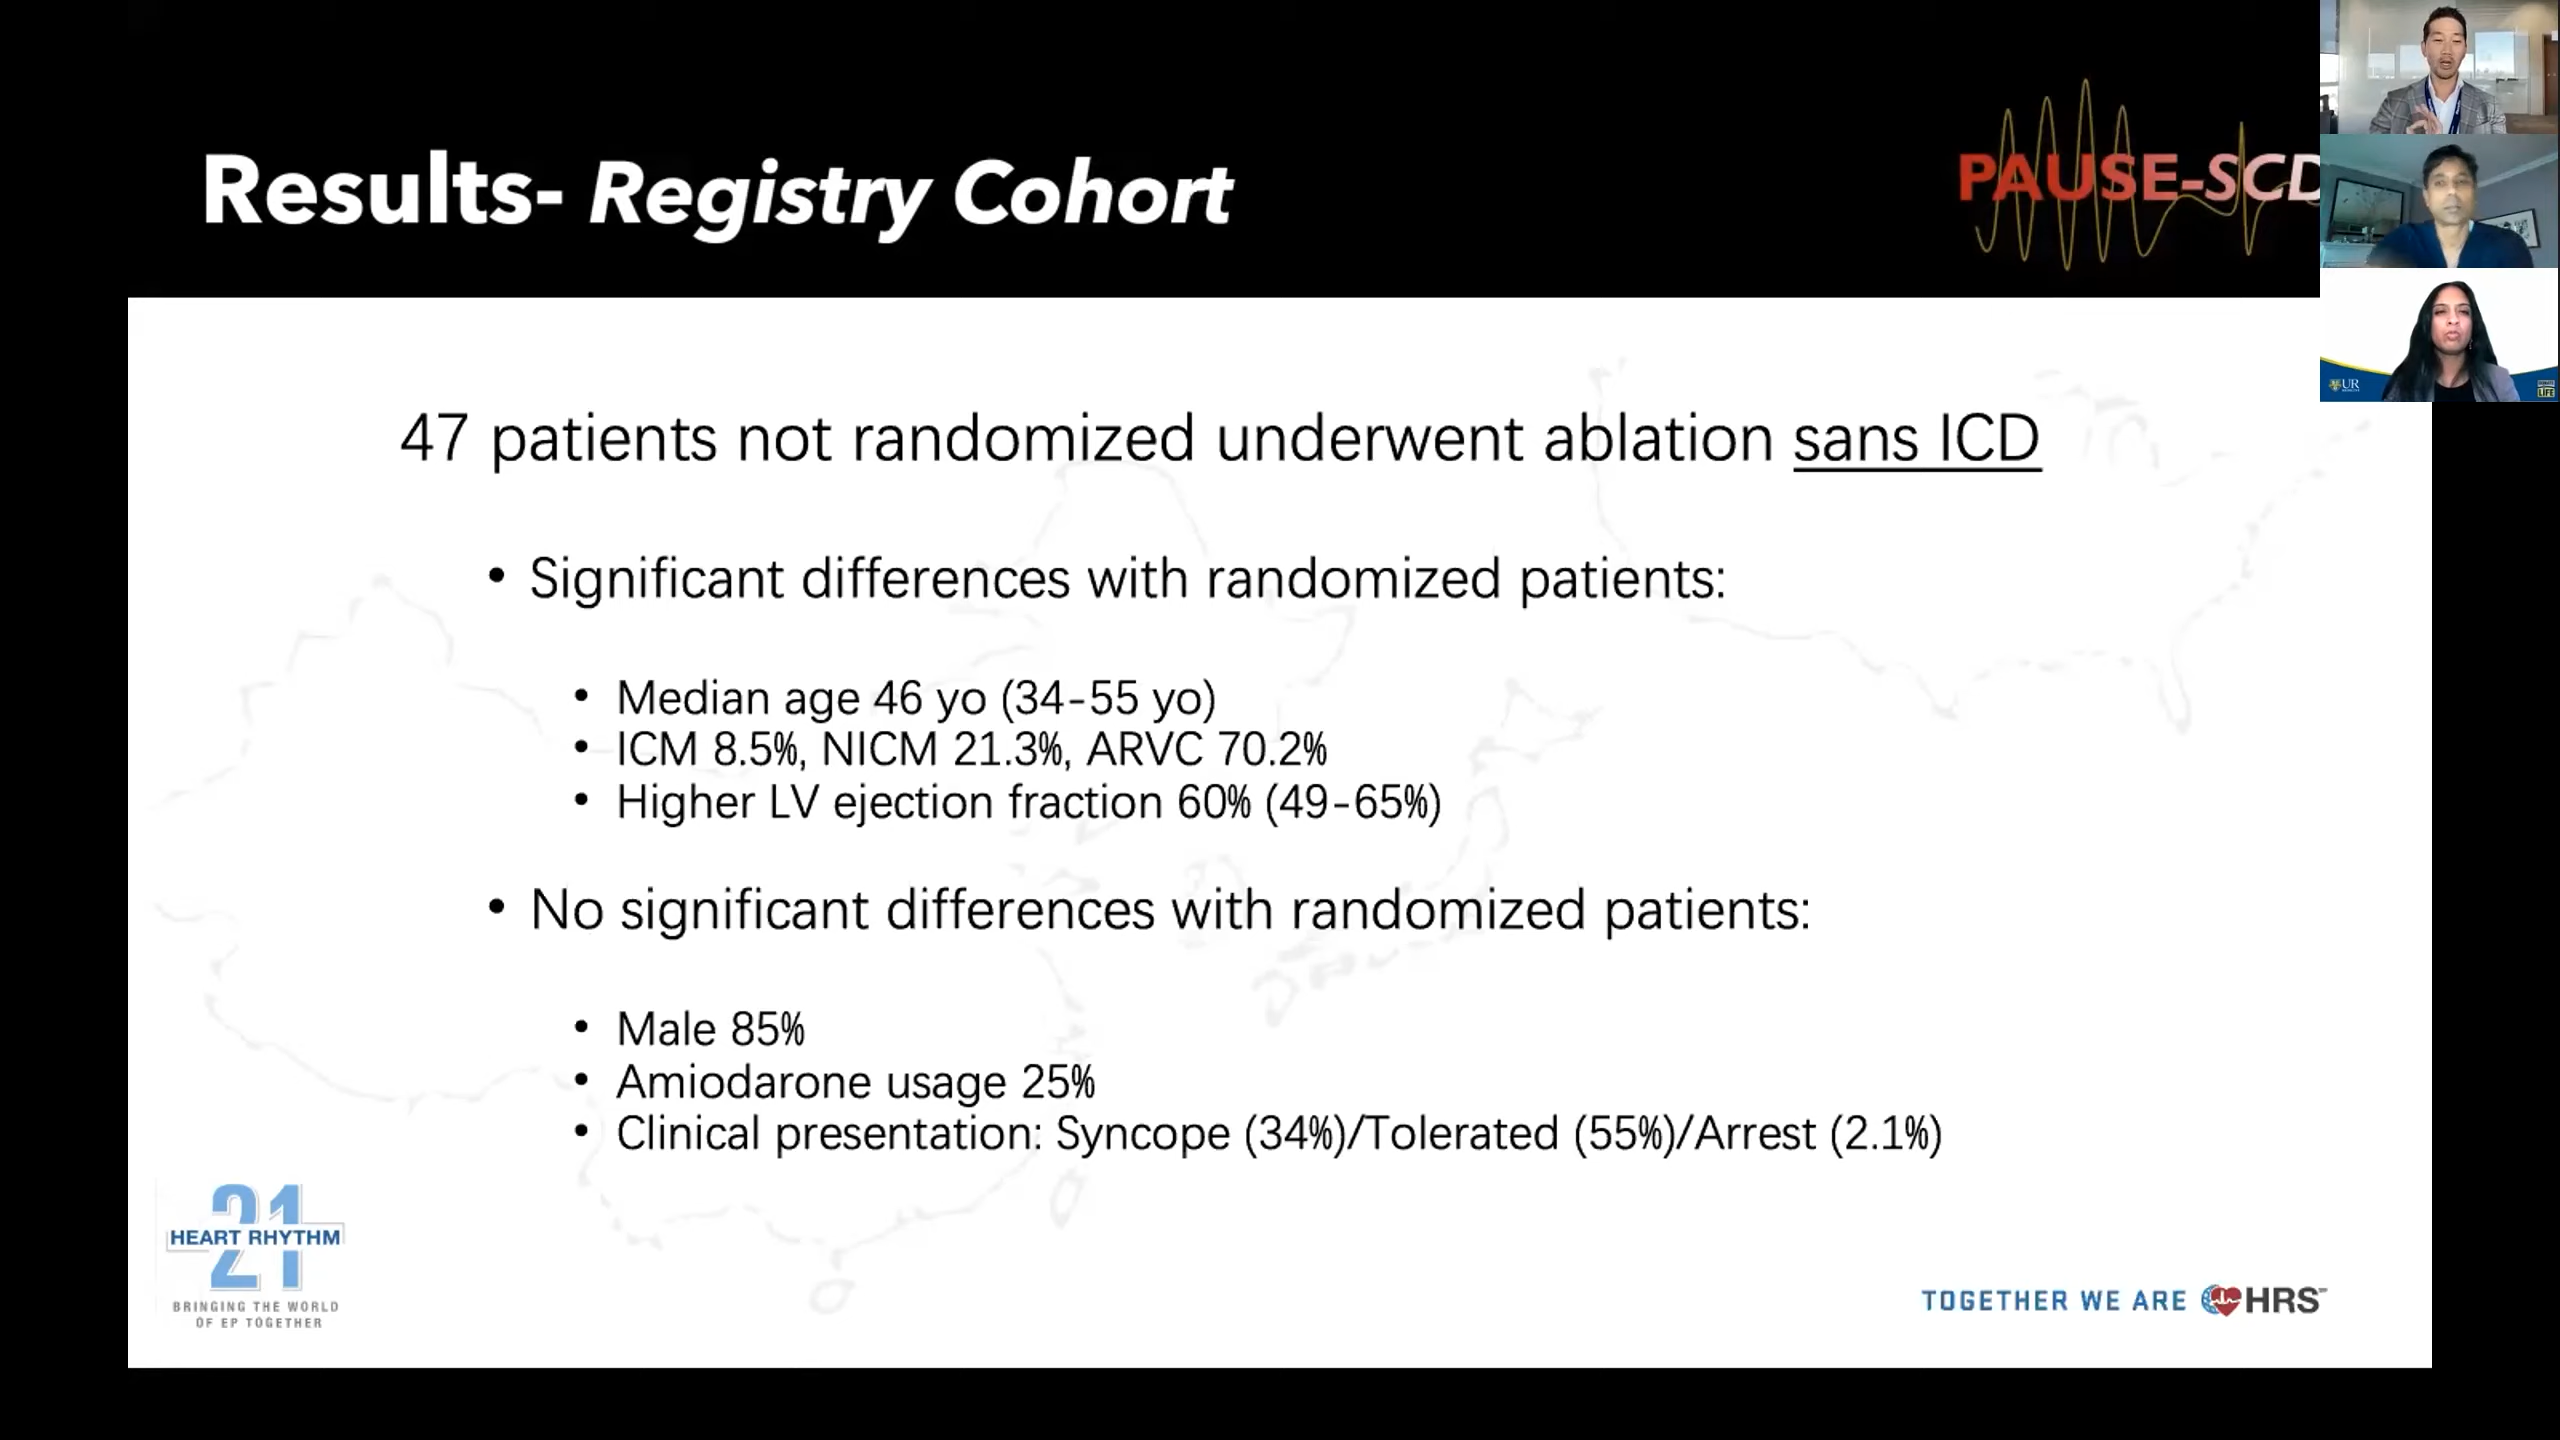 Results- Registry Cohort
PAUSE-SCD
47 patients not randomized underwent ablation sans ICD
• Significant differences with randomized patients:
• Median age 46 yo (34-55 yo)
• ICM 8.5%, NICM 21.3%, ARVC 70.2%
• Higher LV ejection fraction 60% (49-65%)
• No significant differences with randomized patients:
• Male 85%
• Amiodarone usage 25%
• Clinical presentation: Syncope (34%)/Tolerated (55%)/Arrest (2.1%)
21
HEART RHYTHM
BRINGING THE WORLD
OF EP TOGETHER
TOGETHER WE ARE HRS
UR
LiFE